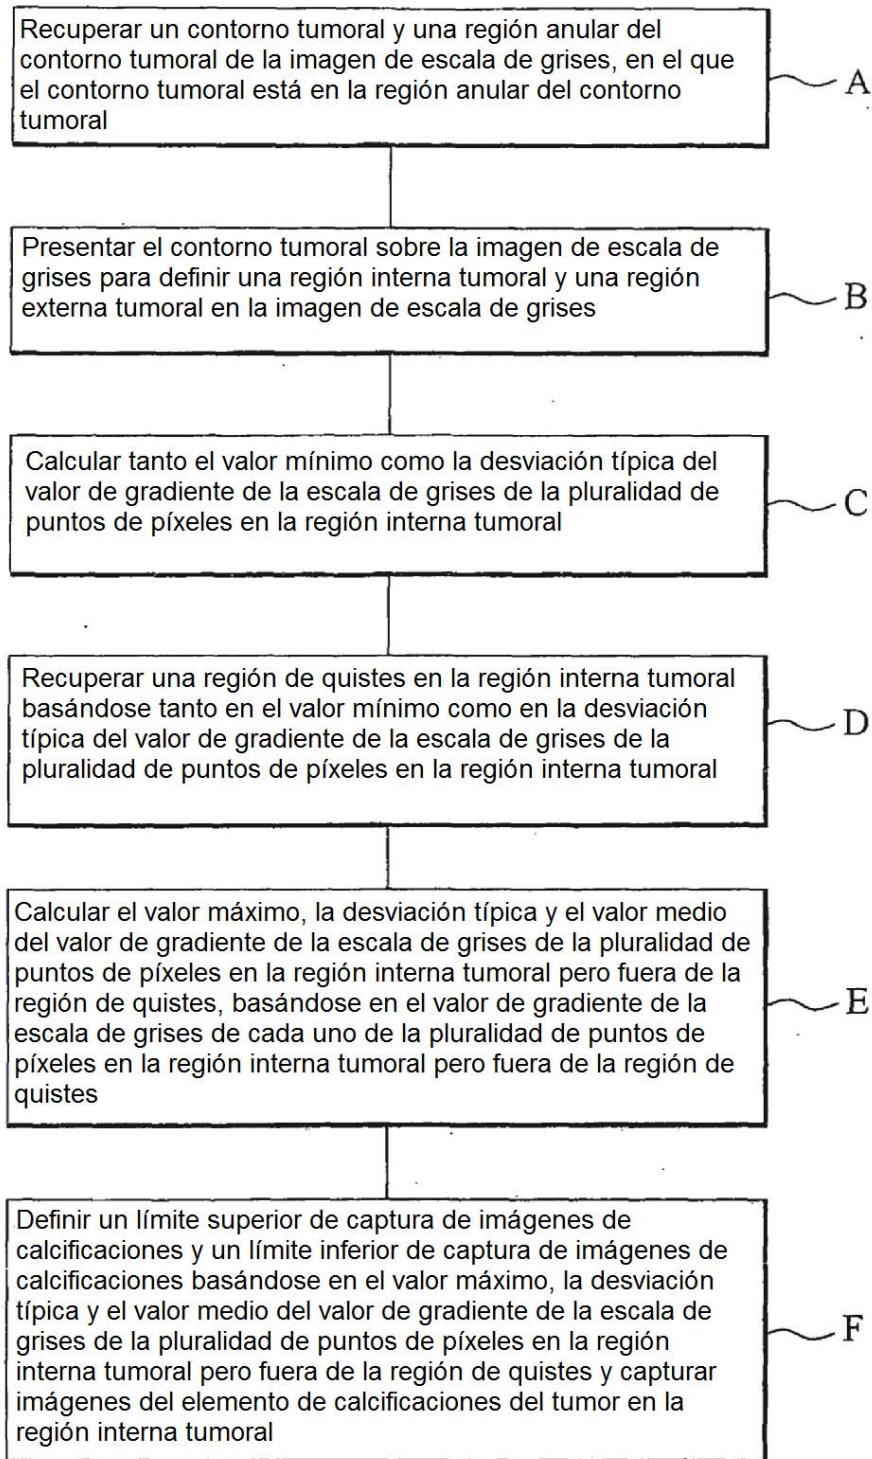 Recuperar un contorno tumoral y una región anular del
contorno tumoral de la imagen de escala de grises, en el que
el contorno tumoral está en la región anular del contorno
tumoral
A
Presentar el contorno tumoral sobre la imagen de escala de
grises para definir una región interna tumoral y una región
externa tumoral en la imagen de escala de grises
B
Calcular tanto el valor mínimo como la desviación típica del
valor de gradiente de la escala de grises de la pluralidad de
puntos de píxeles en la región interna tumoral
C
Recuperar una región de quistes en la región interna tumoral
basándose tanto en el valor mínimo como en la desviación
típica del valor de gradiente de la escala de grises de la
pluralidad de puntos de píxeles en la región interna tumoral
D
Calcular el valor máximo, la desviación típica y el valor medio
del valor de gradiente de la escala de grises de la pluralidad de
puntos de píxeles en la región interna tumoral pero fuera de la
región de quistes, basándose en el valor de gradiente de la
escala de grises de cada uno de la pluralidad de puntos de
píxeles en la región interna tumoral pero fuera de la región de
quistes
E
Definir un límite superior de captura de imágenes de
calcificaciones y un límite inferior de captura de imágenes de
calcificaciones basándose en el valor máximo, la desviación
típica y el valor medio del valor de gradiente de la escala de
grises de la pluralidad de puntos de píxeles en la región
interna tumoral pero fuera de la región de quistes y capturar
imágenes del elemento de calcificaciones del tumor en la
región interna tumoral
F